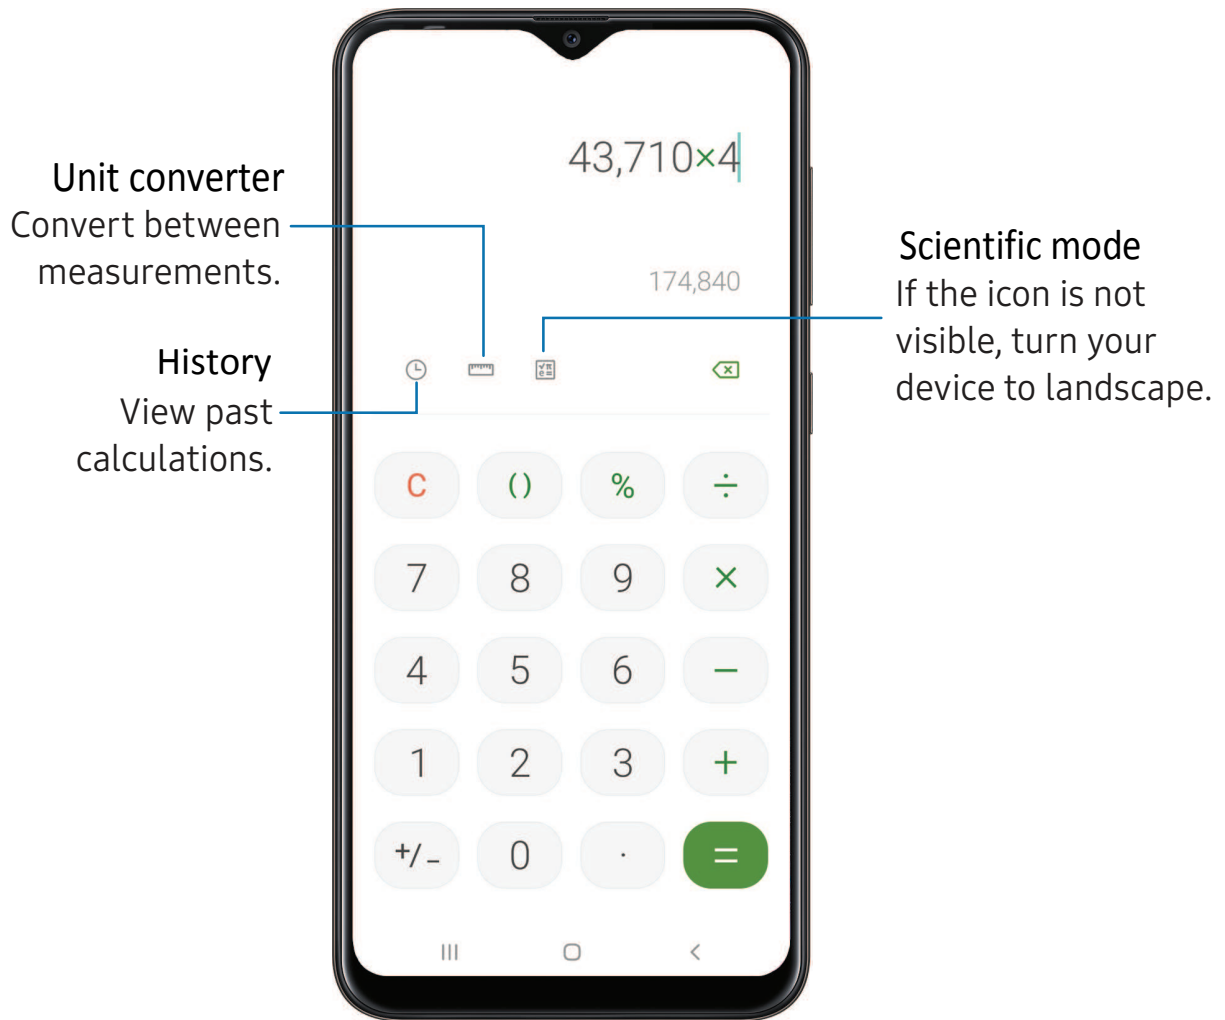 43,710×4
Unit converter
Convert between
measurements.
174,840
Scientific mode
If the icon is not
visible, turn your
device to landscape.
History
View past
calculations.
√π
e=
C
()
%
÷
7
8
9
×
4
5
6
−
1
2
3
+
+/−
0
.
=